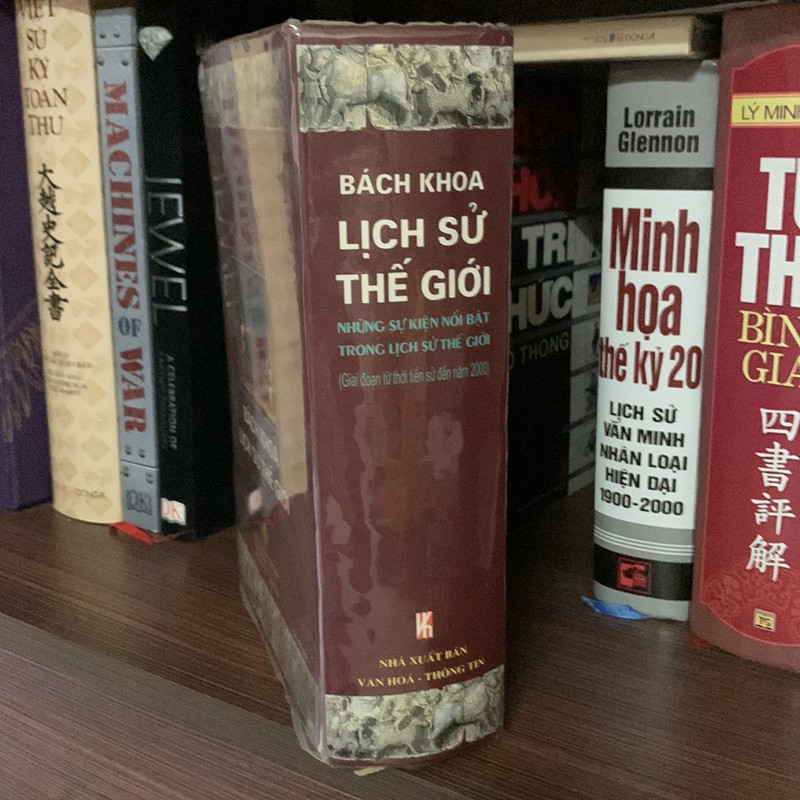 VIỆT
SỬ
KÝ
TOÀN
THƯ
大越史記全書
MACHINES OF WAR
DK
JEWEL
A CELEBRATION OF
DK
BÁCH KHOA
LỊCH SỬ
THẾ GIỚI
NHỮNG SỰ KIỆN NỔI BẬT
TRONG LỊCH SỬ THẾ GIỚI
(Giai đoạn từ thời tiền sử đến năm 2000)
NHÀ XUẤT BẢN
VĂN HOÁ - THÔNG TIN
TRI
THỨC
THÔNG
Lorrain
Glennon
Minh
họa
thế kỷ 20
LỊCH SỬ
VĂN MINH
NHÂN LOẠI
HIỆN ĐẠI
1900-2000
LÝ MINH
TỨ
THƯ
BÌNH
GIẢI
四書評解